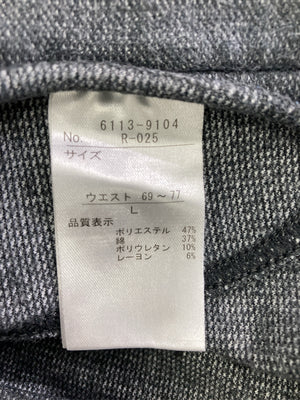 6113-9104
No. R-025
サイズ
ウエスト 69～77
L
品質表示
ポリエステル 47%
綿 37%
ポリウレタン 10%
レーヨン 6%